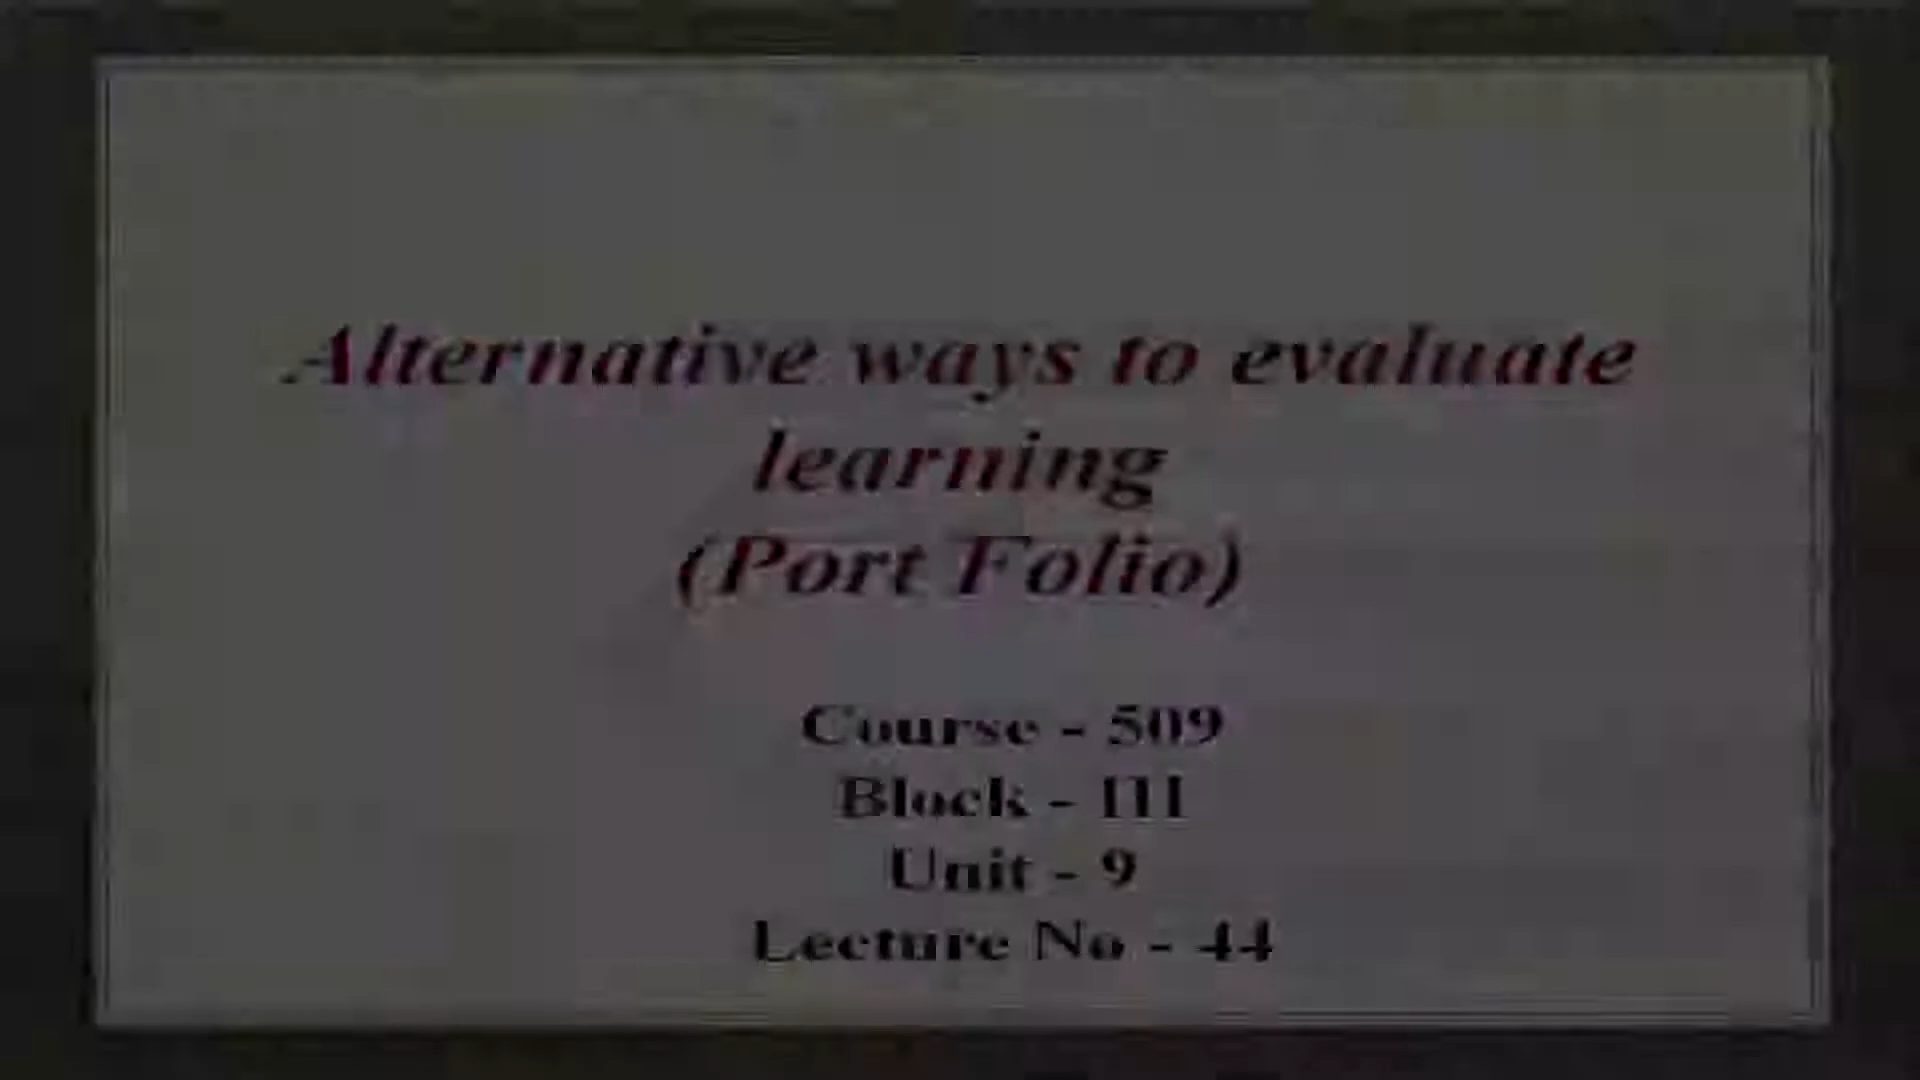 Alternative ways to evaluate
learning
(Port Folio)
Course - 509
Block - III
Unit - 9
Lecture No - 44